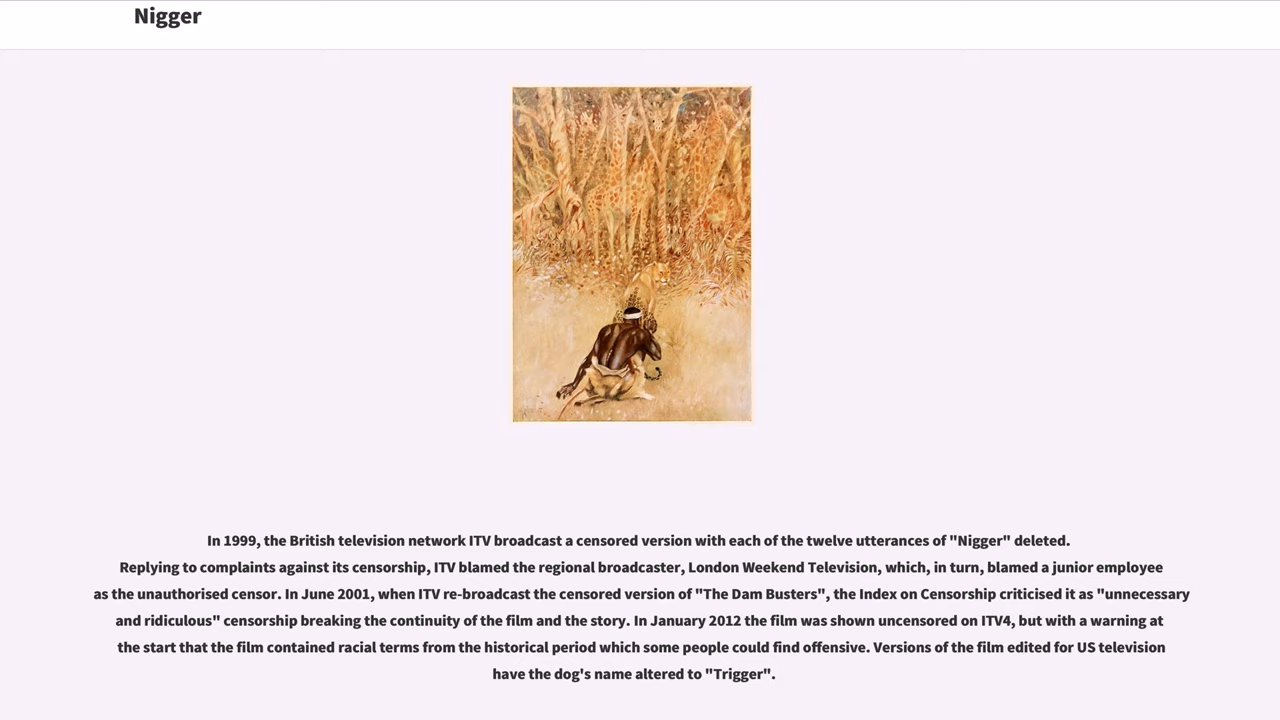 Nigger
In 1999, the British television network ITV broadcast a censored version with each of the twelve utterances of "Nigger" deleted.
Replying to complaints against its censorship, ITV blamed the regional broadcaster, London Weekend Television, which, in turn, blamed a junior employee
as the unauthorised censor. In June 2001, when ITV re-broadcast the censored version of "The Dam Busters", the Index on Censorship criticised it as "unnecessary
and ridiculous" censorship breaking the continuity of the film and the story. In January 2012 the film was shown uncensored on ITV4, but with a warning at
the start that the film contained racial terms from the historical period which some people could find offensive. Versions of the film edited for US television
have the dog's name altered to "Trigger".